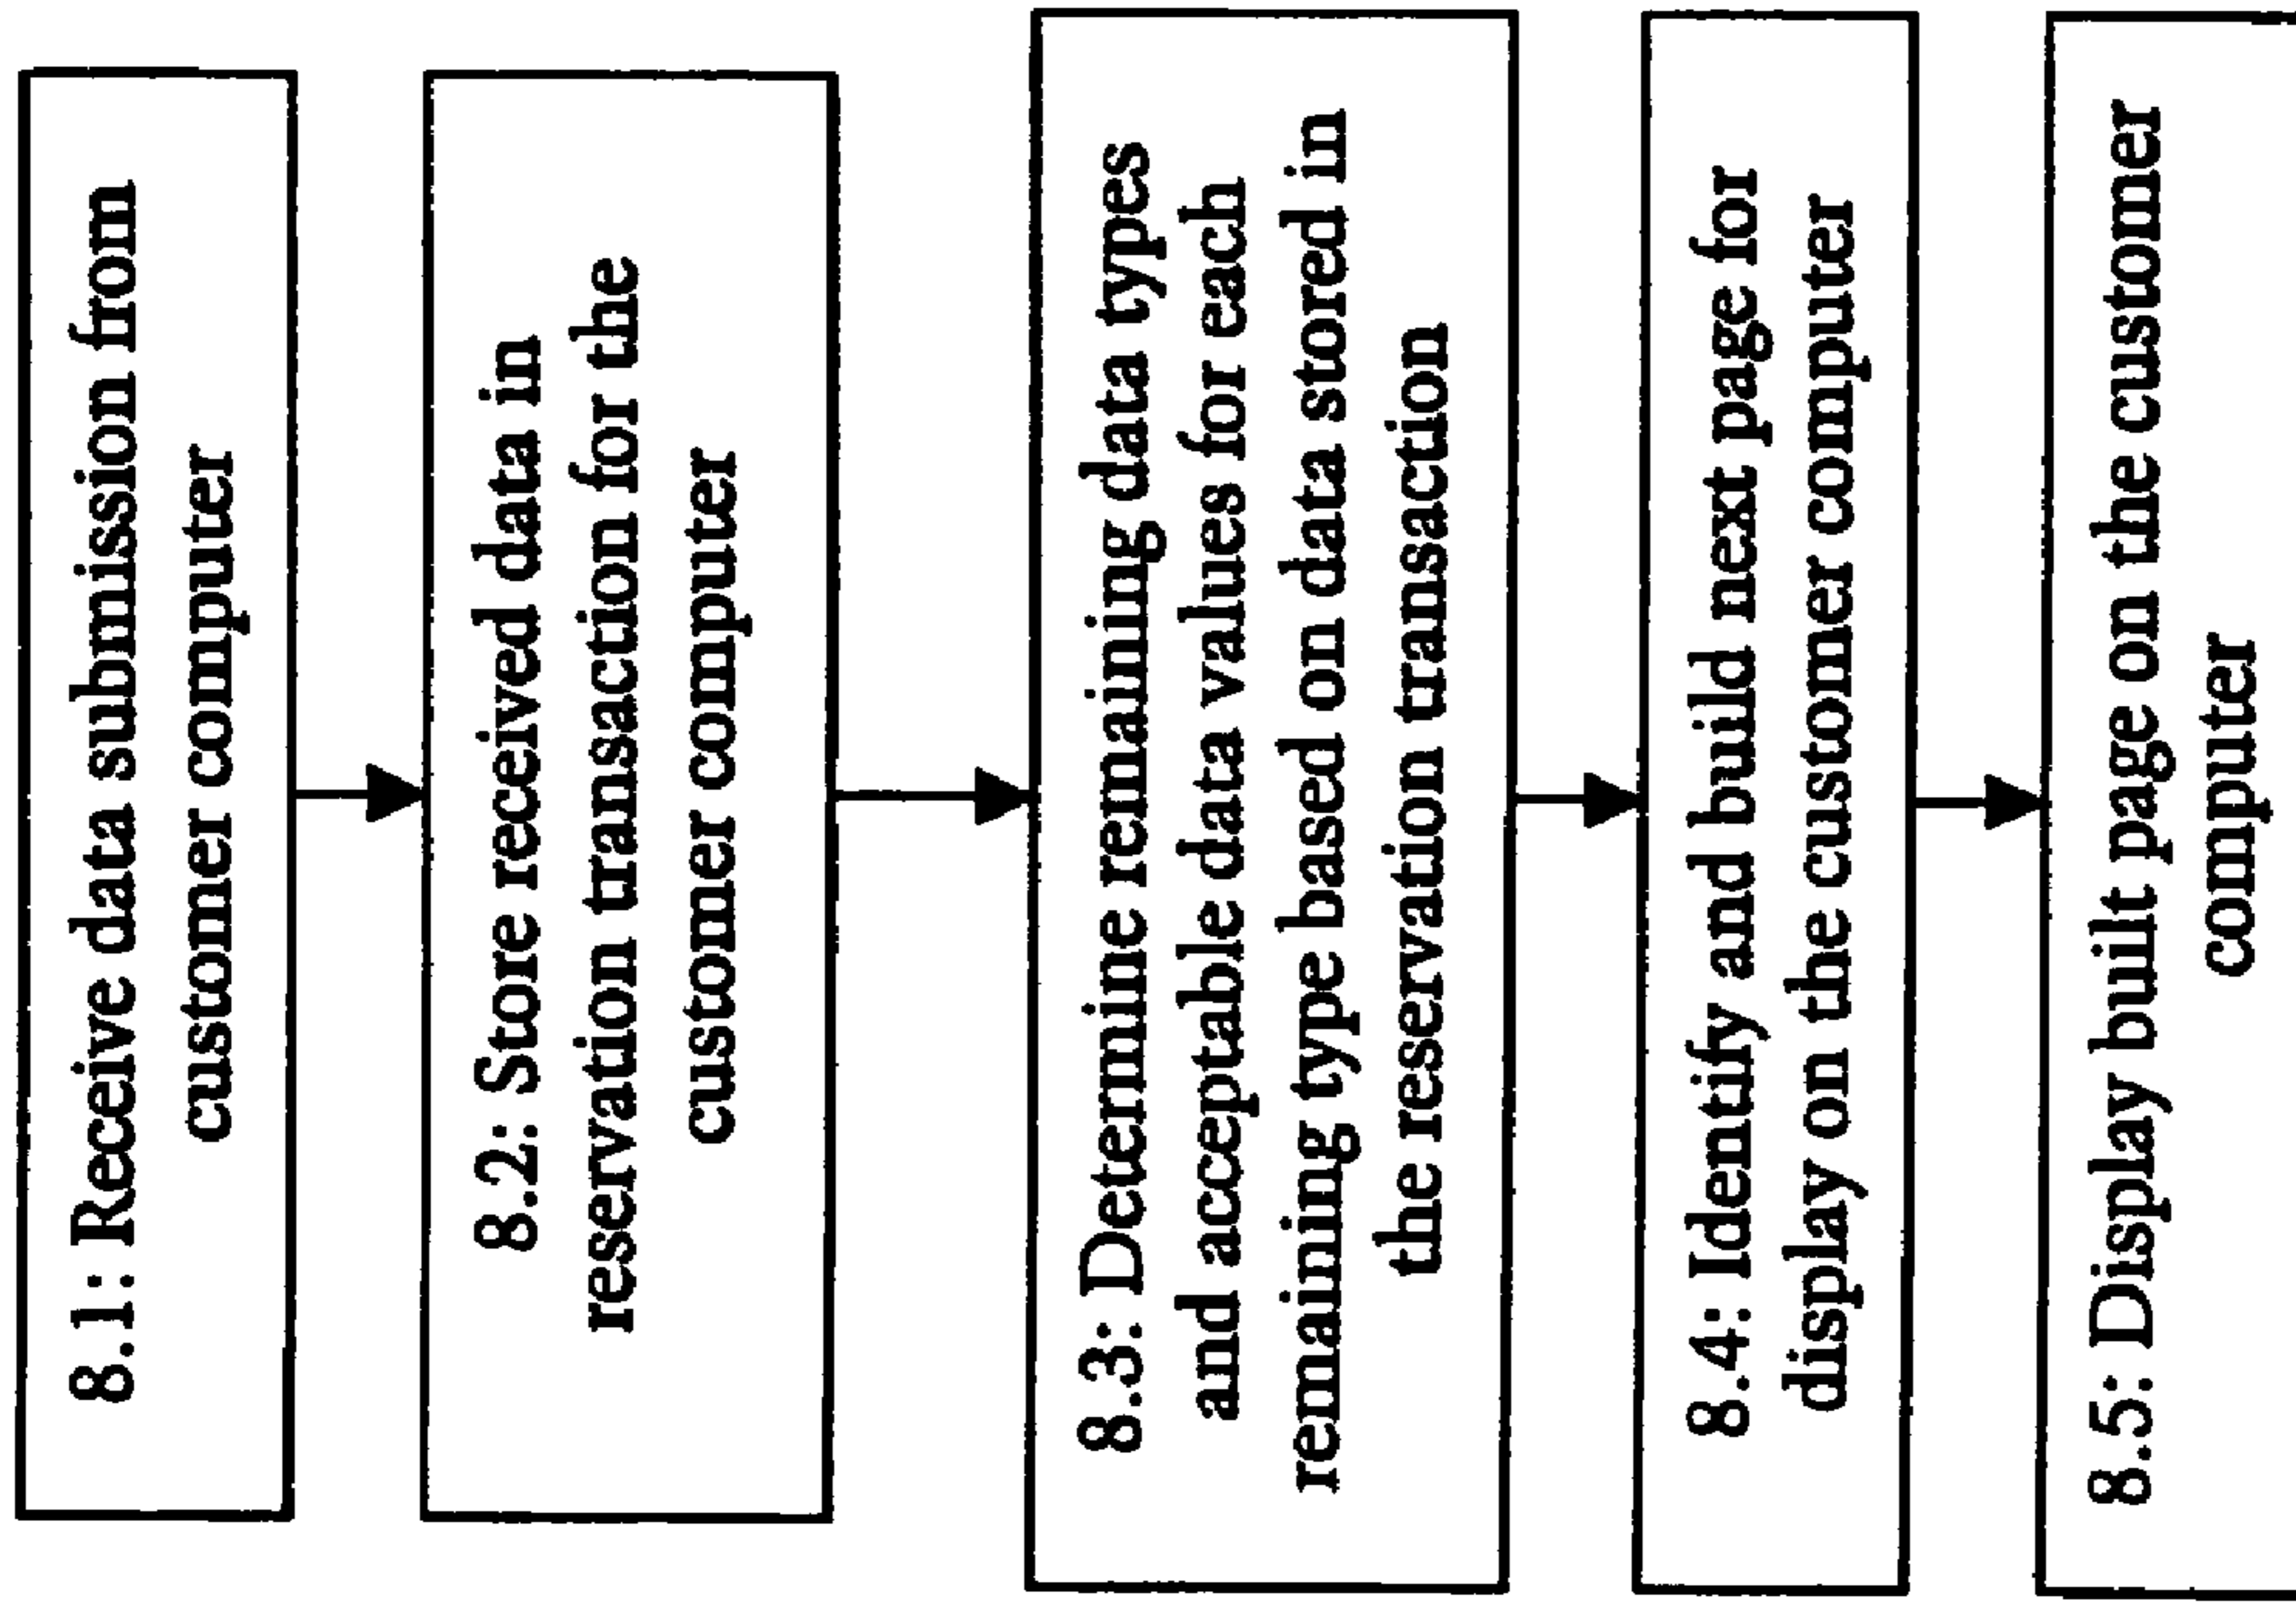 8.1: Receive data submission from
customer computer
8.2: Store received data in
reservation transaction for the
customer computer
8.3: Determine remaining data types
and acceptable data values for each
remaining type based on data stored in
the reservation transaction
8.4: Identify and build next page for
display on the customer computer
8.5: Display built page on the customer
computer